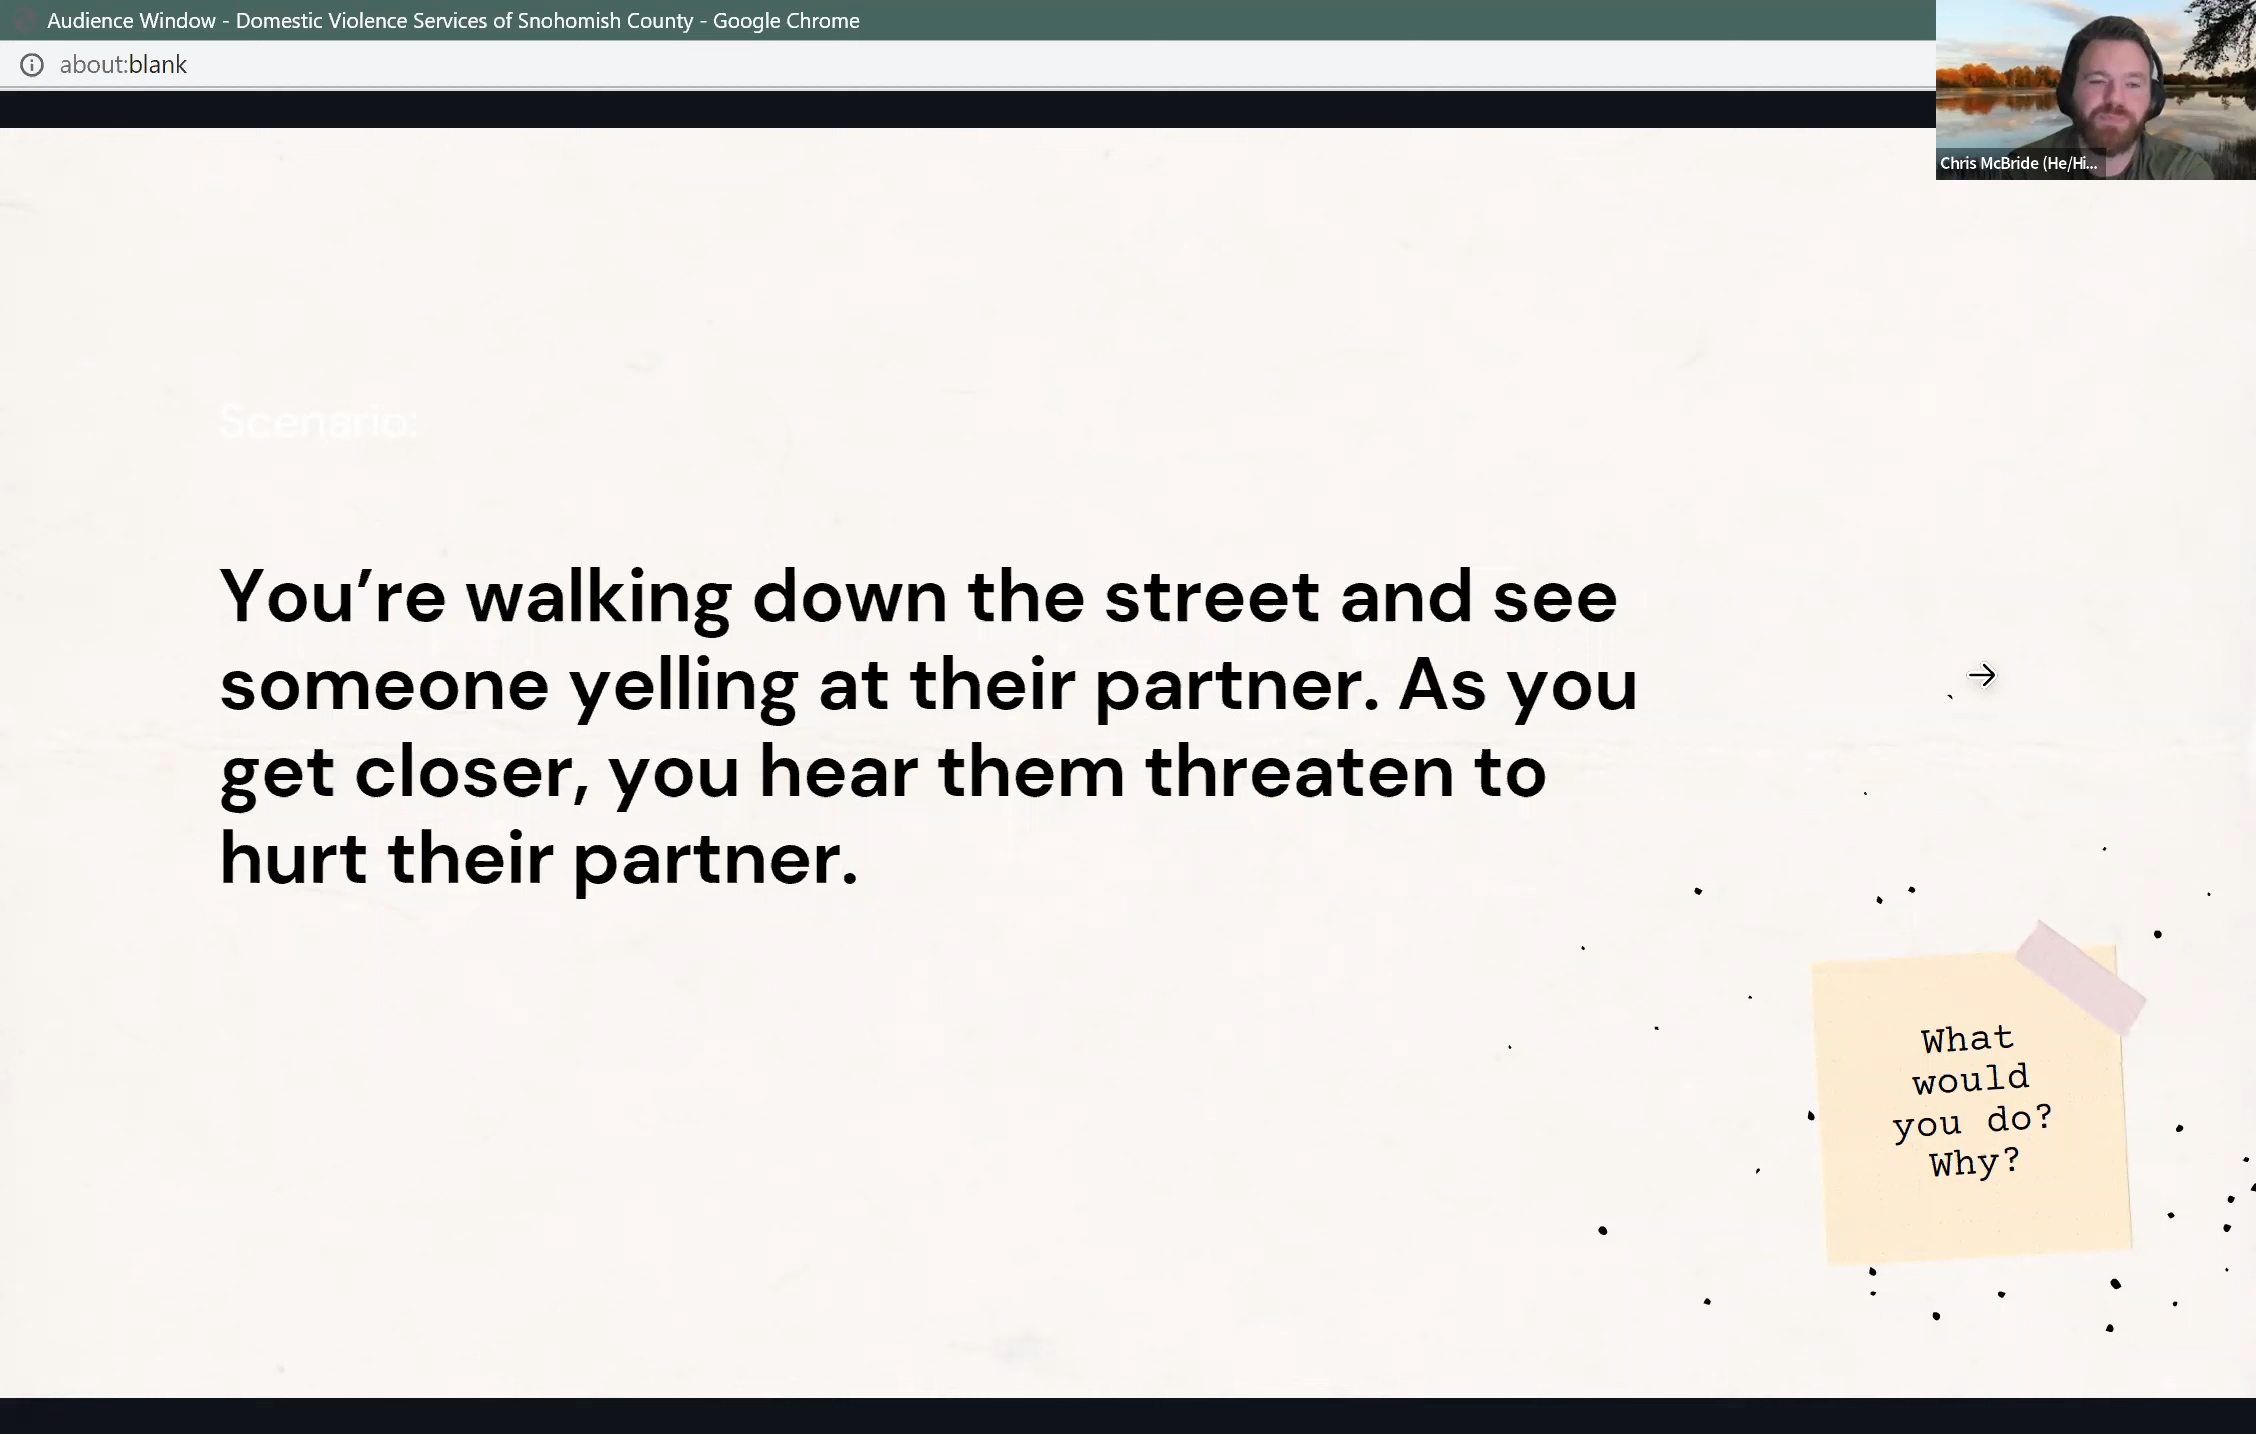 Audience Window - Domestic Violence Services of Snohomish County - Google Chrome
about:blank
Chris McBride (He/Hi...
Scenario:
You’re walking down the street and see
someone yelling at their partner. As you
get closer, you hear them threaten to
hurt their partner.
What
would
you do?
Why?